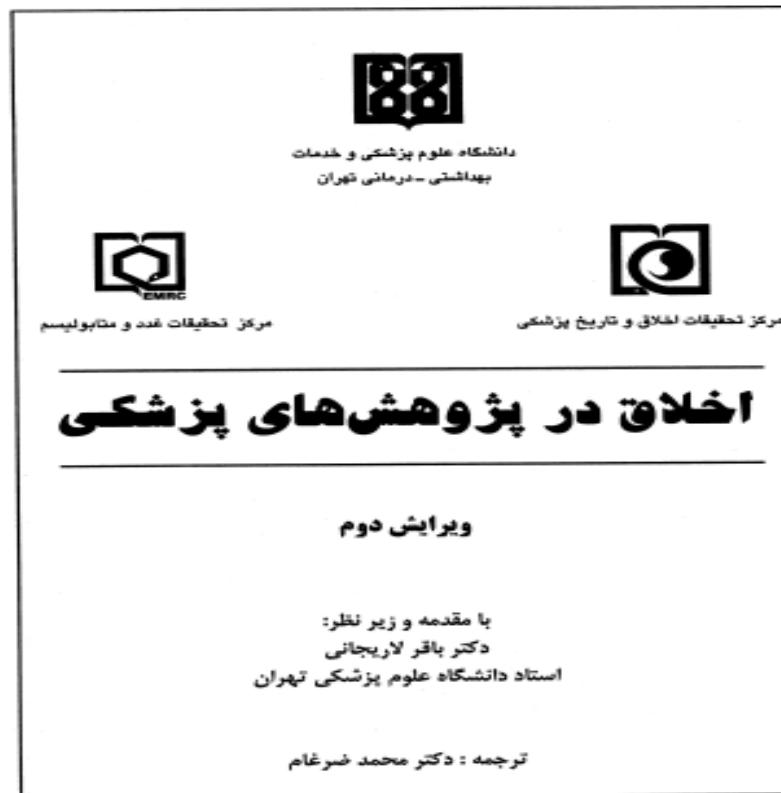 دانشگاه علوم پزشکی و خدمات
بهداشتی ـ درمانی تهران
مرکز تحقیقات اخلاق و تاریخ پزشکی
EMRC
مرکز تحقیقات غدد و متابولیسم
اخلاق در پژوهش‌های پزشکی
ویرایش دوم
با مقدمه و زیر نظر:
دکتر باقر لاریجانی
استاد دانشگاه علوم پزشکی تهران
ترجمه : دکتر محمد ضرغام